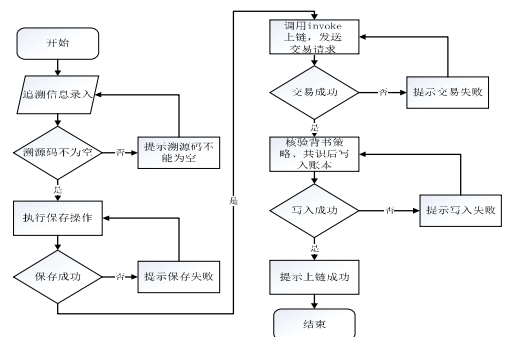 开始
追溯信息录入
溯源码不为空
否
提示溯源码不
能为空
是
执行保存操作
保存成功
否
提示保存失败
是
调用invoke
上链，发送
交易请求
交易成功
否
提示交易失败
是
核验背书策
略、共识后写
入账本
写入成功
否
提示写入失败
是
提示上链成功
结束